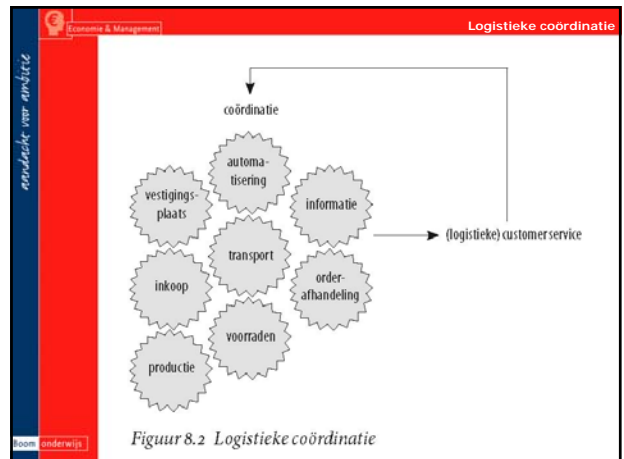 Economie & Management
Logistieke coördinatie
aandacht voor ambitie
coördinatie
automa-
tisering
vestigings-
plaats
informatie
transport
(logistieke) customer service
inkoop
order-
afhandeling
voorraden
productie
Figuur 8.2 Logistieke coördinatie
Boom onderwijs